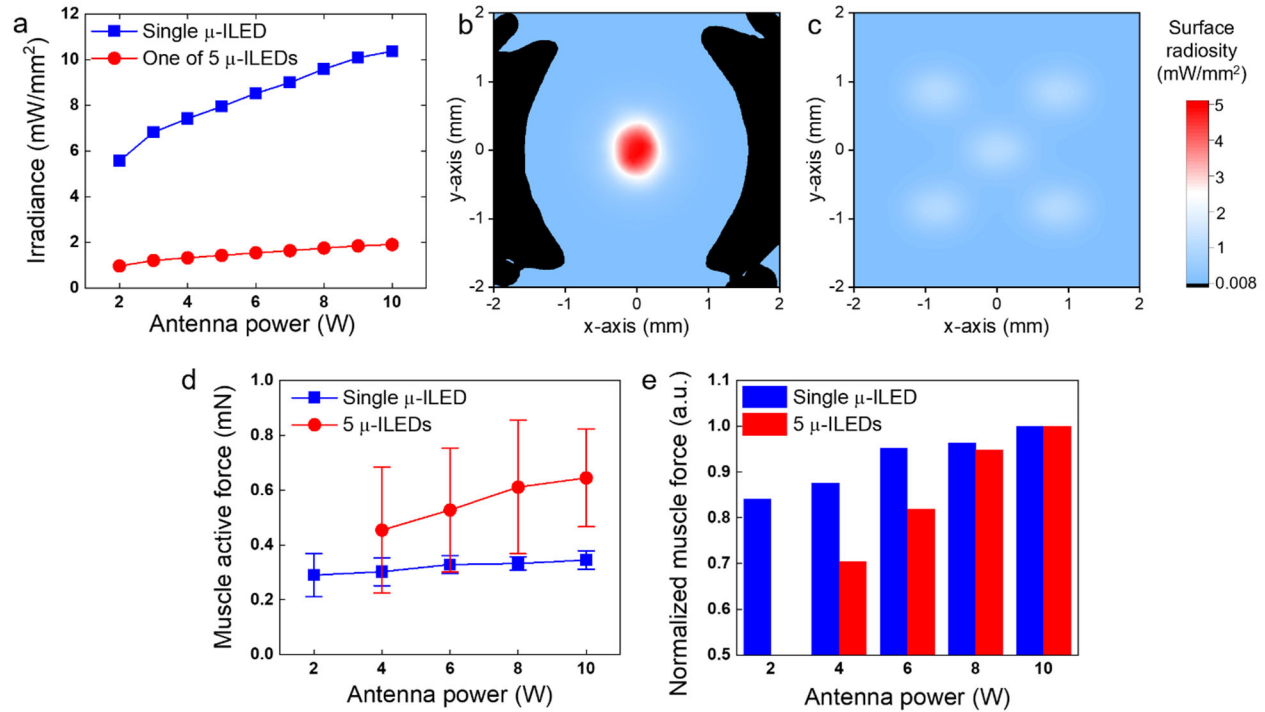 a
Irradiance (mW/mm²)
12
10
8
6
4
2
0
Single μ-ILED
One of 5 μ-ILEDs
2 4 6 8 10
Antenna power (W)
b
y-axis (mm)
2
1
0
-1
-2
-2 -1 0 1 2
x-axis (mm)
c
y-axis (mm)
2
1
0
-1
-2
-2 -1 0 1 2
x-axis (mm)
Surface
radiosity
(mW/mm²)
5
4
3
2
1
0.008
d
Muscle active force (mN)
1.0
0.8
0.6
0.4
0.2
0.0
Single μ-ILED
5 μ-ILEDs
2 4 6 8 10
Antenna power (W)
e
Normalized muscle force (a.u.)
1.1
1.0
0.9
0.8
0.7
0.6
0.5
Single μ-ILED
5 μ-ILEDs
2 4 6 8 10
Antenna power (W)